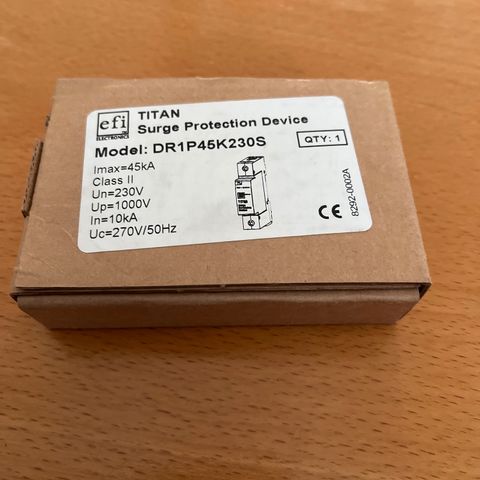 efi
ELECTRONICS
TITAN
Surge Protection Device
Model: DR1P45K230S
QTY: 1
Imax=45kA
Class II
Un=230V
Up=1000V
In=10kA
Uc=270V/50Hz
CE
8292-0002A